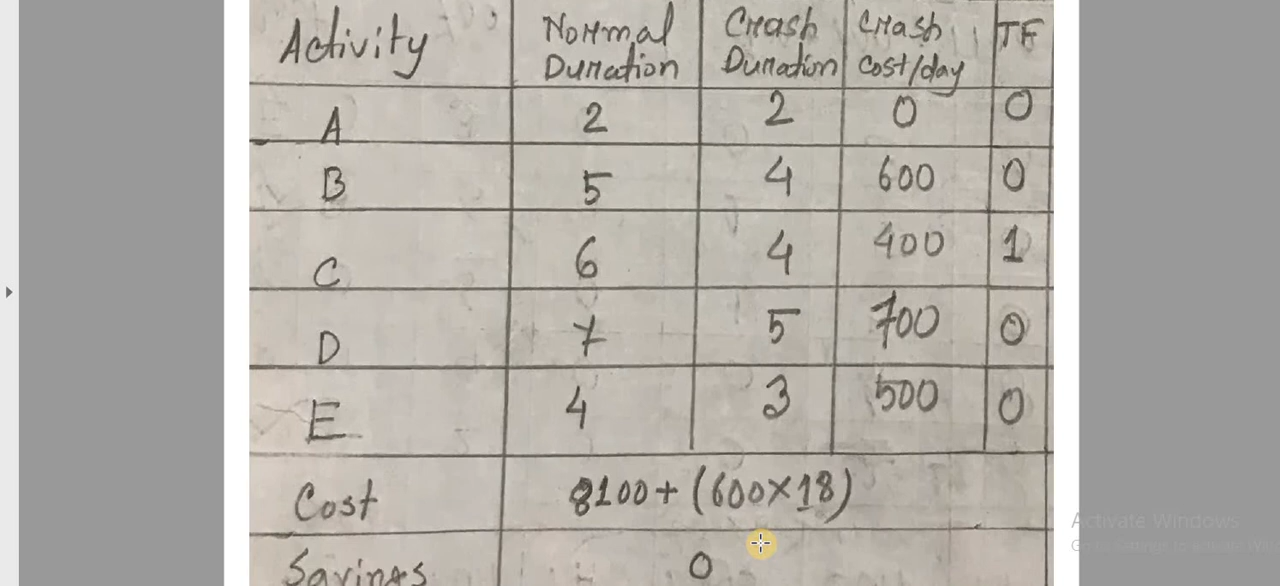 Activity Normal Duration Crash Duration Crash Cost/day TF
A 2 2 0 0
B 5 4 600 0
C 6 4 400 1
D 7 5 700 0
E 4 3 500 0
Cost 8100+(600×18)
Savings 0
Activate Windows